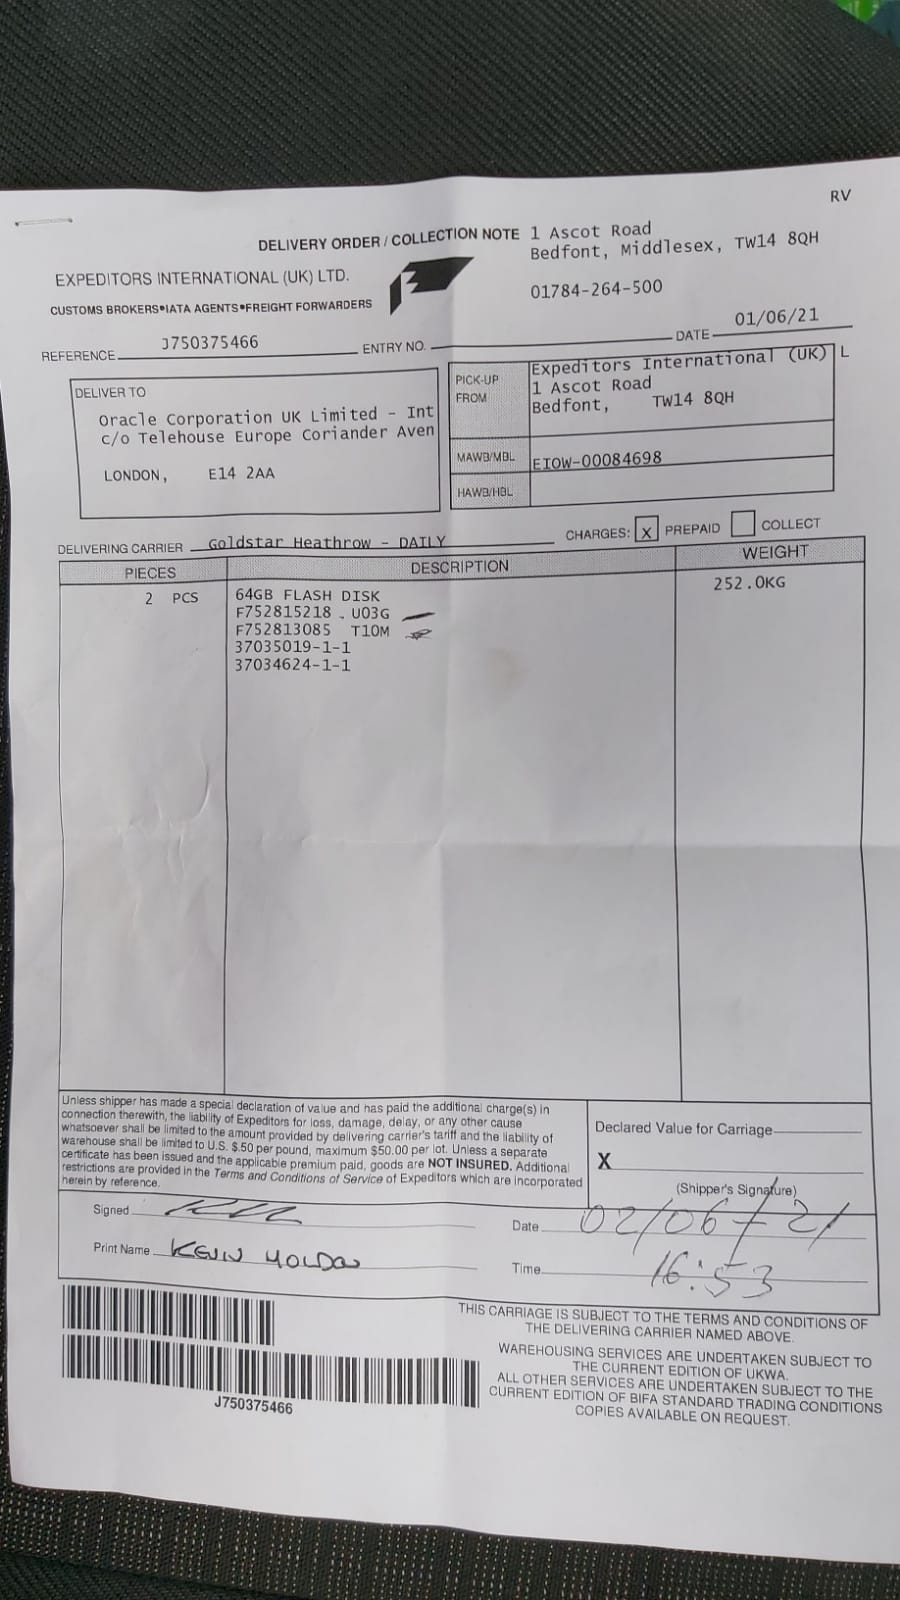 RV
DELIVERY ORDER / COLLECTION NOTE
1 Ascot Road
Bedfont, Middlesex, TW14 8QH
01784-264-500
EXPEDITORS INTERNATIONAL (UK) LTD.
CUSTOMS BROKERS•IATA AGENTS•FREIGHT FORWARDERS
REFERENCE J750375466
ENTRY NO.
DATE 01/06/21
DELIVER TO
Oracle Corporation UK Limited - Int
c/o Telehouse Europe Coriander Aven
LONDON, E14 2AA
PICK-UP
FROM
Expeditors International (UK) L
1 Ascot Road
Bedfont, TW14 8QH
MAWB/MBL EIOW-00084698
HAWB/HBL
DELIVERING CARRIER Goldstar Heathrow - DAILY
CHARGES: X PREPAID COLLECT
PIECES DESCRIPTION WEIGHT
2 PCS 64GB FLASH DISK 252.0KG
F752815218 . U03G
F752813085 T10M
37035019-1-1
37034624-1-1
Unless shipper has made a special declaration of value and has paid the additional charge(s) in
connection therewith, the liability of Expeditors for loss, damage, delay, or any other cause
whatsoever shall be limited to the amount provided by delivering carrier's tariff and the liability of
warehouse shall be limited to U.S. $.50 per pound, maximum $50.00 per lot. Unless a separate
certificate has been issued and the applicable premium paid, goods are NOT INSURED. Additional
restrictions are provided in the Terms and Conditions of Service of Expeditors which are incorporated
herein by reference.
Declared Value for Carriage
X
(Shipper's Signature)
Signed
Date 02/06/21
Print Name KEVIN
Time 16:53
J750375466
THIS CARRIAGE IS SUBJECT TO THE TERMS AND CONDITIONS OF
THE DELIVERING CARRIER NAMED ABOVE.
WAREHOUSING SERVICES ARE UNDERTAKEN SUBJECT TO
THE CURRENT EDITION OF UKWA.
ALL OTHER SERVICES ARE UNDERTAKEN SUBJECT TO THE
CURRENT EDITION OF BIFA STANDARD TRADING CONDITIONS
COPIES AVAILABLE ON REQUEST.